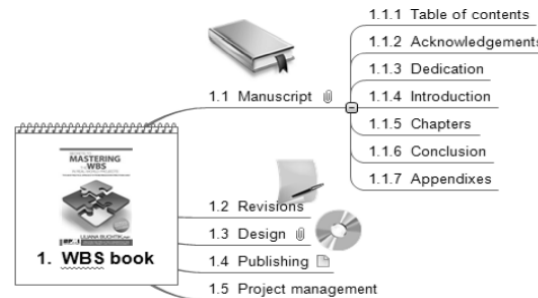 1.1.1 Table of contents
1.1.2 Acknowledgements
1.1.3 Dedication
1.1 Manuscript
1.1.4 Introduction
1.1.5 Chapters
1.1.6 Conclusion
1.1.7 Appendixes
MASTERING
WBS
1. WBS book
1.2 Revisions
1.3 Design
1.4 Publishing
1.5 Project management